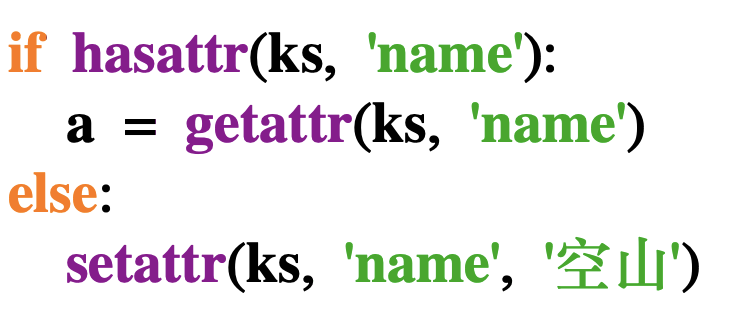 if hasattr(ks, 'name'):
  a = getattr(ks, 'name')
else:
  setattr(ks, 'name', '空山')